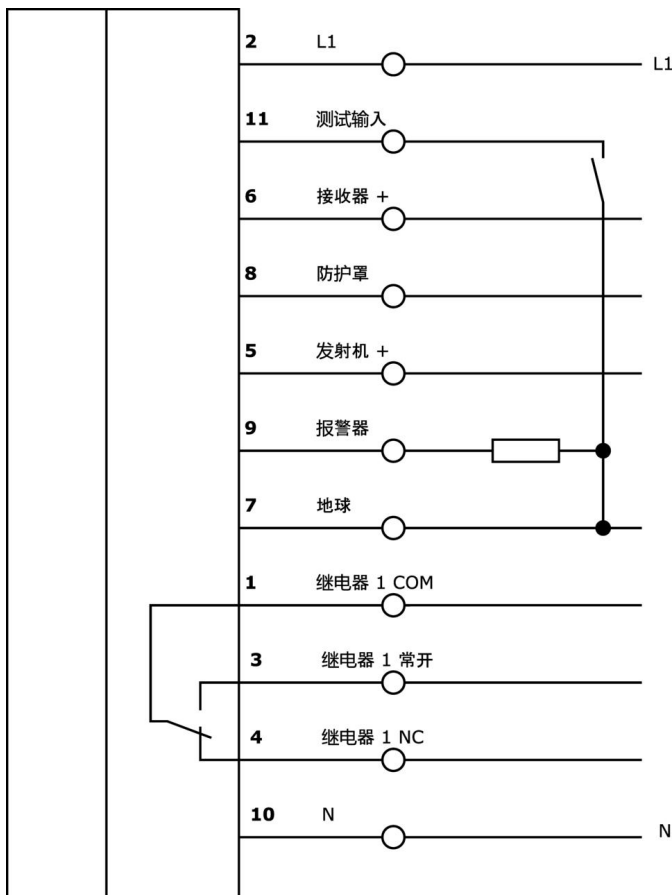 2 L1
L1
11 测试输入
6 接收器 +
8 防护罩
5 发射机 +
9 报警器
7 地球
1 继电器 1 COM
3 继电器 1 常开
4 继电器 1 NC
10 N
N